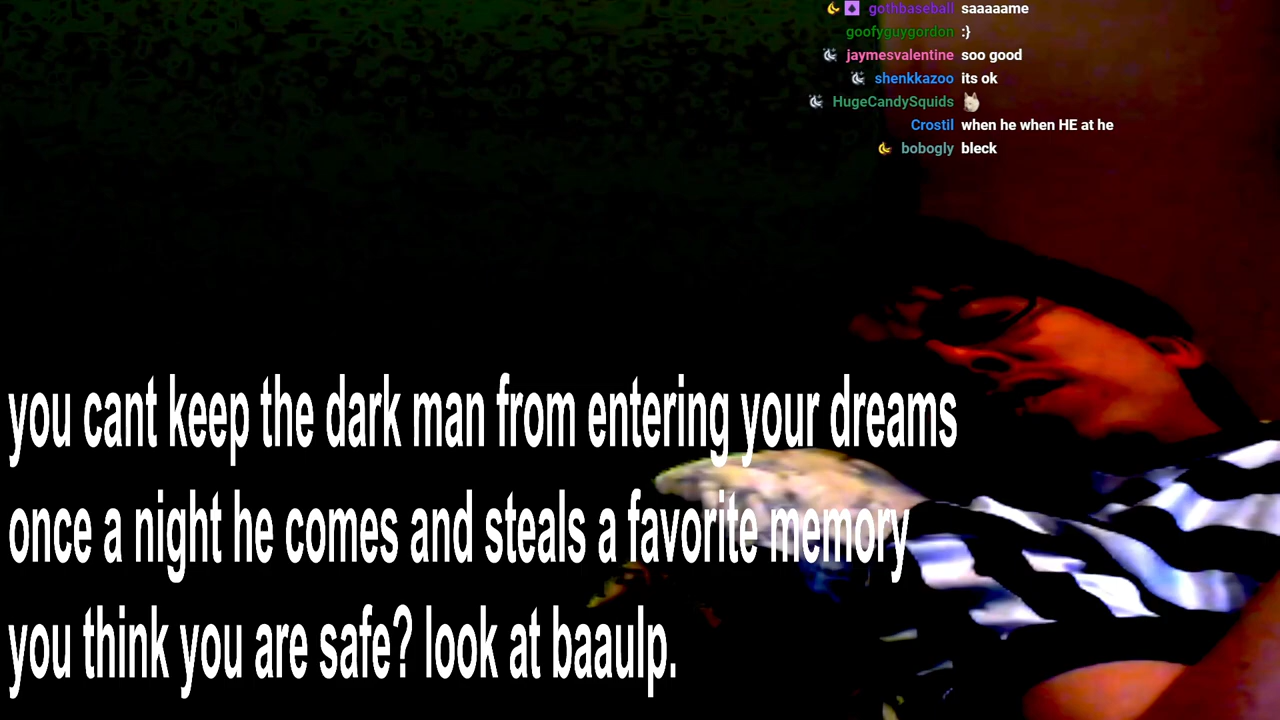 gothbaseball saaaaame
goofyguygordon :}
jaymesvalentine soo good
shenkkazoo its ok
HugeCandySquids
Crostil when he when HE at he
bobogly bleck
you cant keep the dark man from entering your dreams
once a night he comes and steals a favorite memory
you think you are safe? look at baaulp.